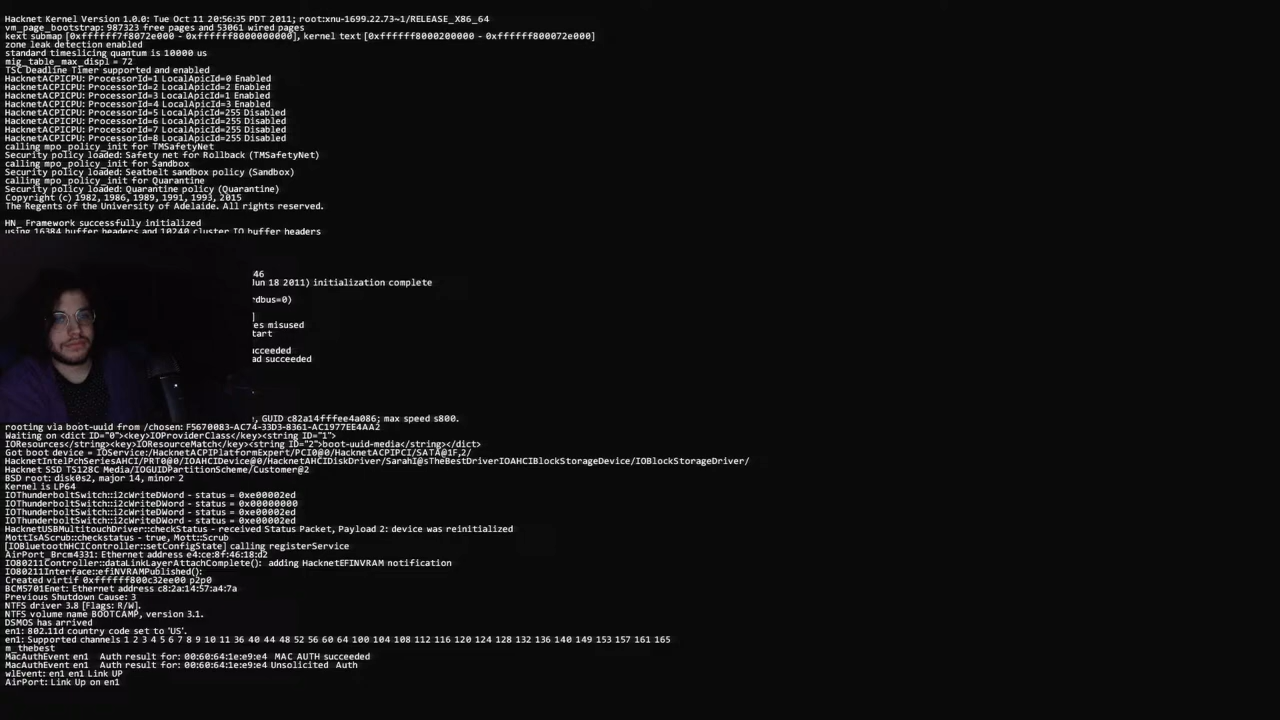 Hacknet Kernel Version 1.0.0: Tue Oct 11 20:56:35 PDT 2011; root:xnu-1699.22.73~1/RELEASE_X86_64
vm_page_bootstrap: 987323 free pages and 53061 wired pages
kext submap [0xffffff7f8072e000 - 0xffffff8000000000], kernel text [0xffffff8000200000 - 0xffffff800072e000]
zone leak detection enabled
standard timeslicing quantum is 10000 us
mig_table_max_displ = 72
TSC Deadline Timer supported and enabled
HacknetACPICPU: ProcessorId=1 LocalApicId=0 Enabled
HacknetACPICPU: ProcessorId=2 LocalApicId=2 Enabled
HacknetACPICPU: ProcessorId=3 LocalApicId=1 Enabled
HacknetACPICPU: ProcessorId=4 LocalApicId=3 Enabled
HacknetACPICPU: ProcessorId=5 LocalApicId=255 Disabled
HacknetACPICPU: ProcessorId=6 LocalApicId=255 Disabled
HacknetACPICPU: ProcessorId=7 LocalApicId=255 Disabled
HacknetACPICPU: ProcessorId=8 LocalApicId=255 Disabled
calling mpo_policy_init for TMSafetyNet
Security policy loaded: Safety net for Rollback (TMSafetyNet)
calling mpo_policy_init for Sandbox
Security policy loaded: Seatbelt sandbox policy (Sandbox)
calling mpo_policy_init for Quarantine
Security policy loaded: Quarantine policy (Quarantine)
Copyright (c) 1982, 1986, 1989, 1991, 1993, 2015
The Regents of the University of Adelaide. All rights reserved.
HN_ Framework successfully initialized
using 16384 buffer headers and 10240 cluster IO buffer headers
46
Jun 18 2011) initialization complete
rdbus=0)
]
es misused
tart
ucceeded
ad succeeded
, GUID c82a14fffee4a086; max speed s800.
rooting via boot-uuid from /chosen: F5670083-AC74-33D3-8361-AC1977EE4AA2
Waiting on <dict ID="0"><key>IOProviderClass</key><string ID="1">
IOResources</string><key>IOResourceMatch</key><string ID="2">boot-uuid-media</string></dict>
Got boot device = IOService:/HacknetACPIPlatformExpert/PCI0@0/HacknetACPIPCI/SATA@1F,2/
HacknetIntelPchSeriesAHCI/PRT0@0/IOAHCIDevice@0/HacknetAHCIDiskDriver/SarahI@sTheBestDriverIOAHCIBlockStorageDevice/IOBlockStorageDriver/
Hacknet SSD TS128C Media/IOGUIDPartitionScheme/Customer@2
BSD root: disk0s2, major 14, minor 2
Kernel is LP64
IOThunderboltSwitch::i2cWriteDWord - status = 0xe00002ed
IOThunderboltSwitch::i2cWriteDWord - status = 0x00000000
IOThunderboltSwitch::i2cWriteDWord - status = 0xe00002ed
IOThunderboltSwitch::i2cWriteDWord - status = 0xe00002ed
HacknetUSBMultitouchDriver::checkStatus - received Status Packet, Payload 2: device was reinitialized
MottIsAScrub::checkstatus - true, Mott::Scrub
[IOBluetoothHCIController::setConfigState] calling registerService
AirPort_Brcm4331: Ethernet address e4:ce:8f:46:18:d2
IO80211Controller::dataLinkLayerAttachComplete():  adding HacknetEFINVRAM notification
IO80211Interface::efiNVRAMPublished():
Created virtif 0xffffff800c32ee00 p2p0
BCM5701Enet: Ethernet address c8:2a:14:57:a4:7a
Previous Shutdown Cause: 3
NTFS driver 3.8 [Flags: R/W].
NTFS volume name BOOTCAMP, version 3.1.
DSMOS has arrived
en1: 802.11d country code set to 'US'.
en1: Supported channels 1 2 3 4 5 6 7 8 9 10 11 36 40 44 48 52 56 60 64 100 104 108 112 116 120 124 128 132 136 140 149 153 157 161 165
m_thebest
MacAuthEvent en1   Auth result for: 00:60:64:1e:e9:e4  MAC AUTH succeeded
MacAuthEvent en1   Auth result for: 00:60:64:1e:e9:e4 Unsolicited  Auth
wlEvent: en1 en1 Link UP
AirPort: Link Up on en1